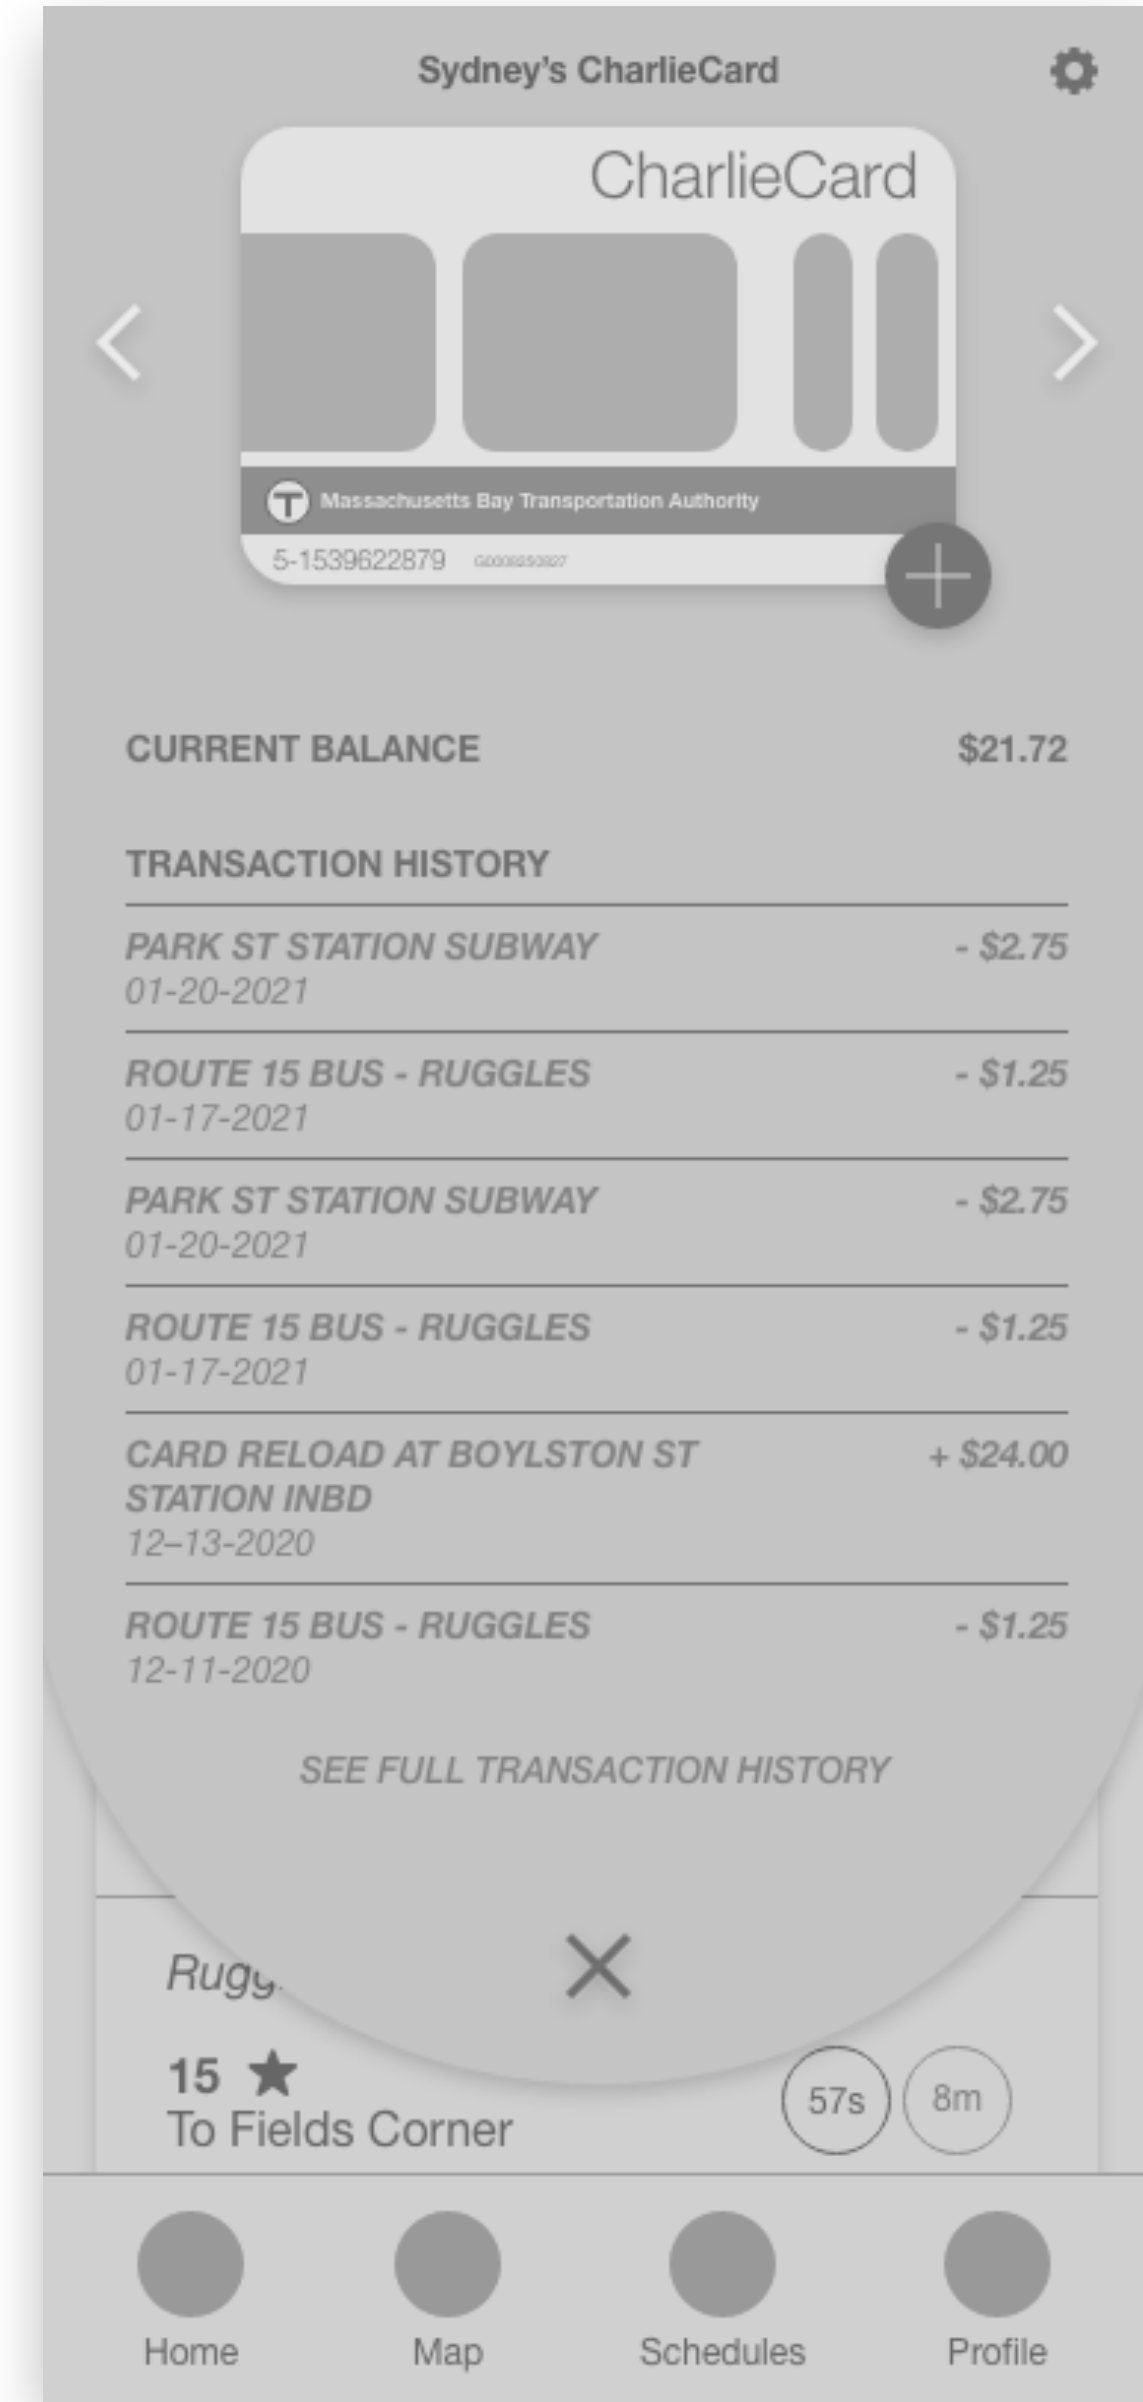 Sydney’s CharlieCard
CharlieCard
T Massachusetts Bay Transportation Authority
5-1539622879
CURRENT BALANCE $21.72
TRANSACTION HISTORY
PARK ST STATION SUBWAY - $2.75
01-20-2021
ROUTE 15 BUS - RUGGLES - $1.25
01-17-2021
PARK ST STATION SUBWAY - $2.75
01-20-2021
ROUTE 15 BUS - RUGGLES - $1.25
01-17-2021
CARD RELOAD AT BOYLSTON ST + $24.00
STATION INBD
12–13-2020
ROUTE 15 BUS - RUGGLES - $1.25
12-11-2020
SEE FULL TRANSACTION HISTORY
15
To Fields Corner 57s 8m
Home Map Schedules Profile